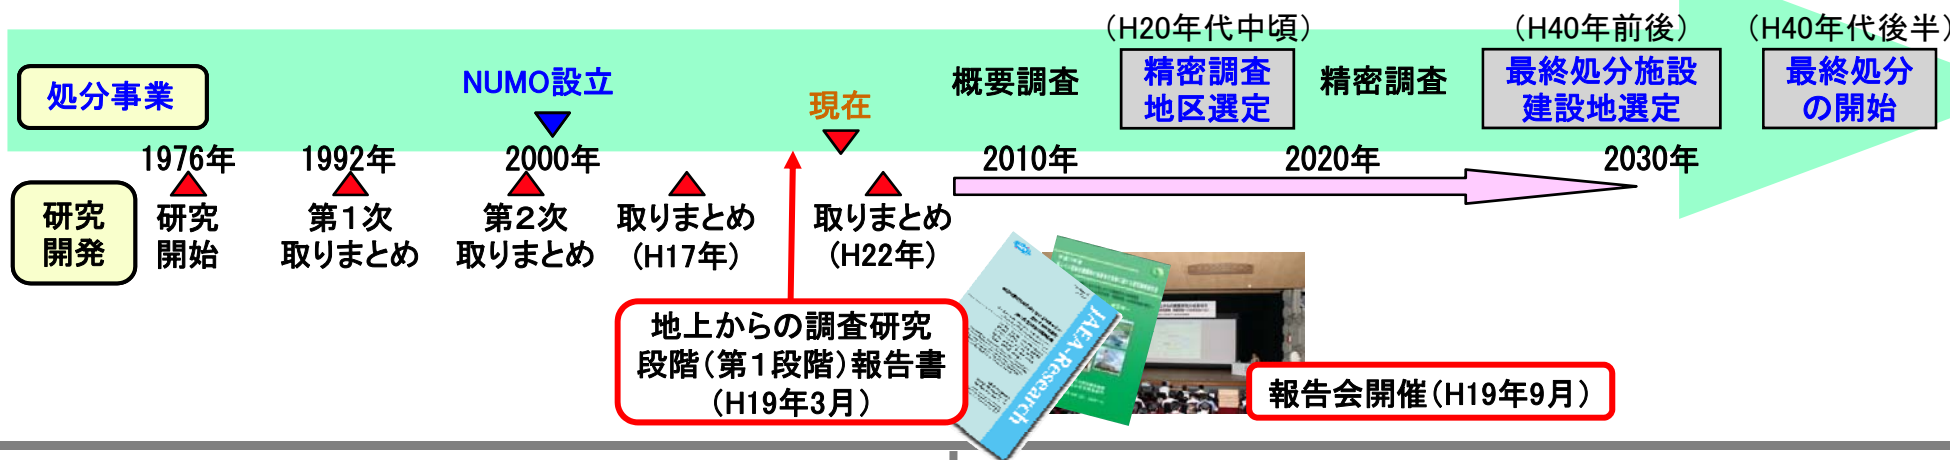 （H20年代中頃）
（H40年前後）
（H40年代後半）
処分事業
NUMO設立
現在
概要調査
精密調査
地区選定
精密調査
最終処分施設
建設地選定
最終処分
の開始
1976年
1992年
2000年
2010年
2020年
2030年
研究
開発
研究
開始
第１次
取りまとめ
第２次
取りまとめ
取りまとめ
（H17年）
取りまとめ
（H22年）
地上からの調査研究
段階（第１段階）報告書
（H19年3月）
JAEA-Research
報告会開催（H19年9月）